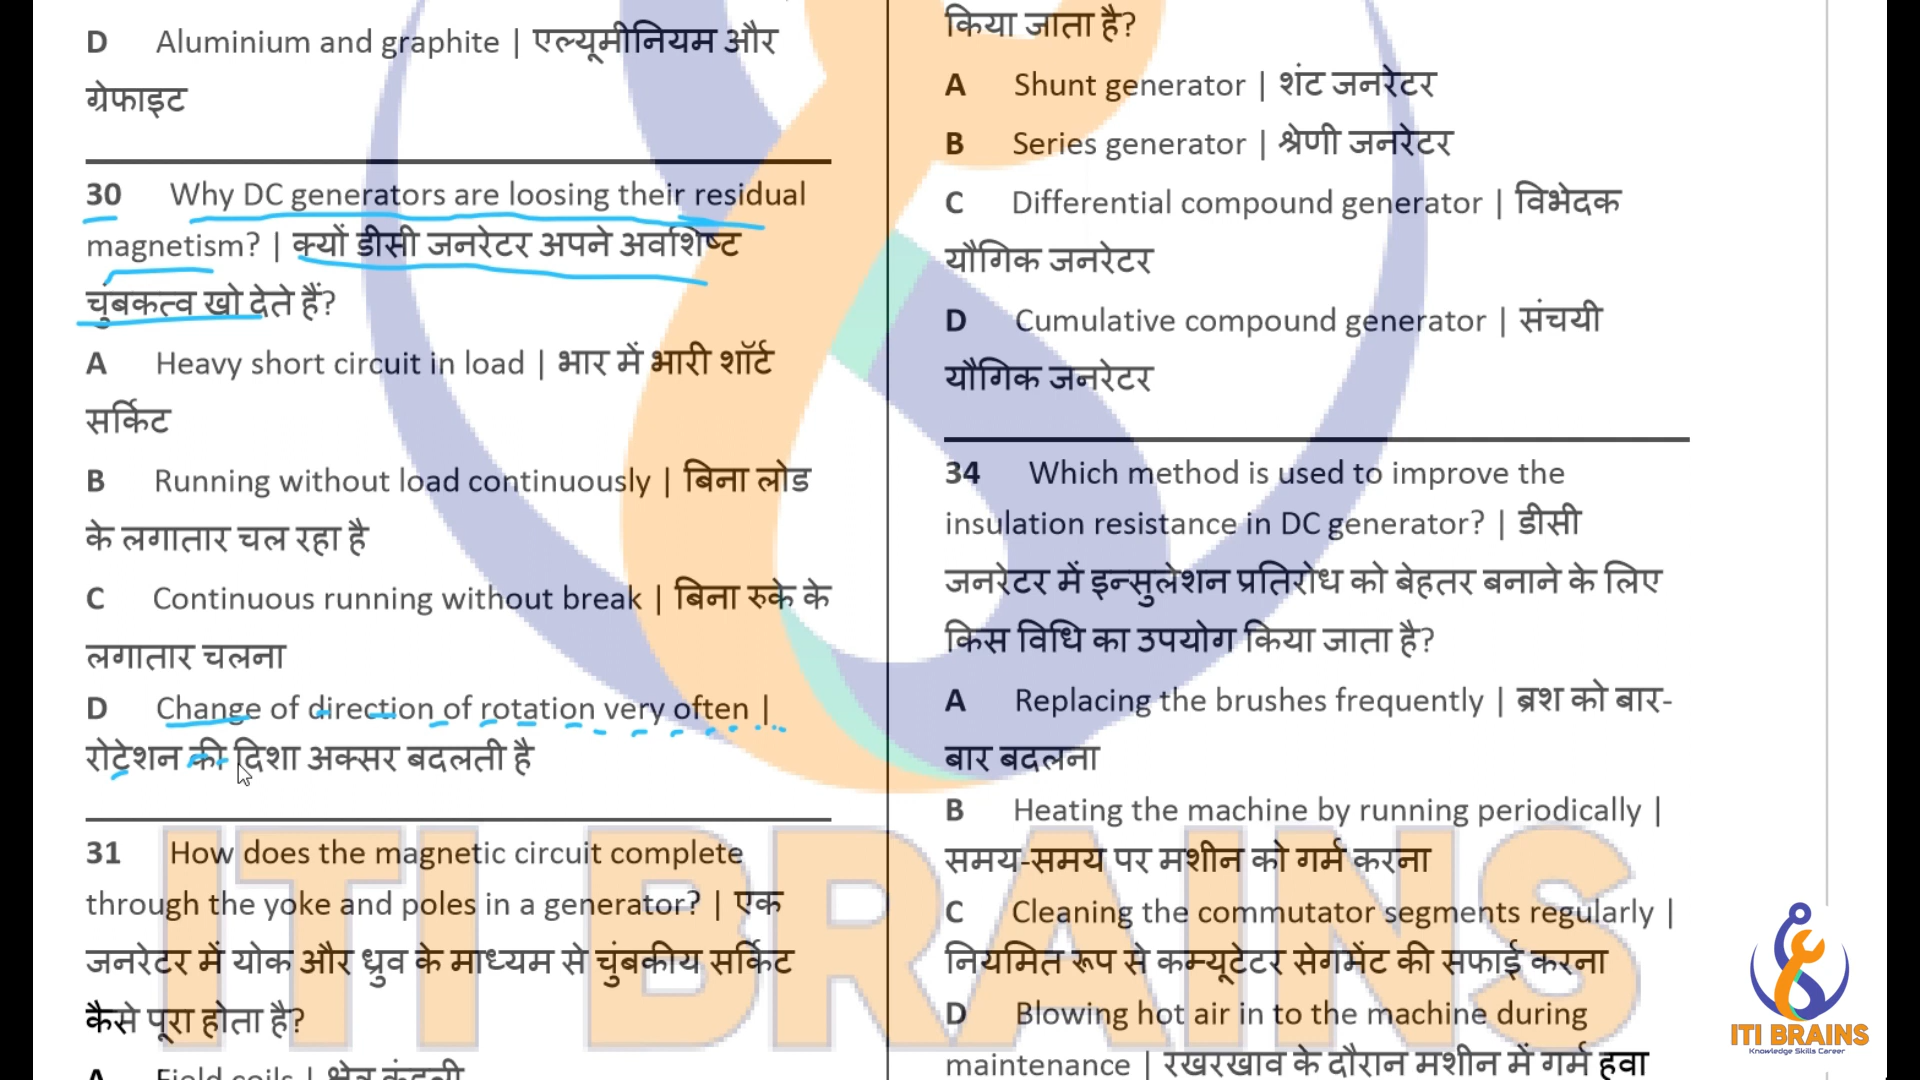 D Aluminium and graphite | एल्यूमीनियम और
ग्रेफाइट
30 Why DC generators are loosing their residual
magnetism? | क्यों डीसी जनरेटर अपने अवशिष्ट
चुंबकत्व खो देते हैं?
A Heavy short circuit in load | भार में भारी शॉर्ट
सर्किट
B Running without load continuously | बिना लोड
के लगातार चल रहा है
C Continuous running without break | बिना रुके के
लगातार चलना
D Change of direction of rotation very often |
रोटेशन की दिशा अक्सर बदलती है
31 How does the magnetic circuit complete
through the yoke and poles in a generator? | एक
जनरेटर में योक और ध्रुव के माध्यम से चुंबकीय सर्किट
कैसे पूरा होता है?
A Field coils | क्षेत्र कुंडली
किया जाता है?
A Shunt generator | शंट जनरेटर
B Series generator | श्रेणी जनरेटर
C Differential compound generator | विभेदक
यौगिक जनरेटर
D Cumulative compound generator | संचयी
यौगिक जनरेटर
34 Which method is used to improve the
insulation resistance in DC generator? | डीसी
जनरेटर में इन्सुलेशन प्रतिरोध को बेहतर बनाने के लिए
किस विधि का उपयोग किया जाता है?
A Replacing the brushes frequently | ब्रश को बार-
बार बदलना
B Heating the machine by running periodically |
समय-समय पर मशीन को गर्म करना
C Cleaning the commutator segments regularly |
नियमित रूप से कम्यूटेटर सेगमेंट की सफाई करना
D Blowing hot air in to the machine during
maintenance | रखरखाव के दौरान मशीन में गर्म हवा
ITI BRAINS
ITI BRAINS
Knowledge Skills Career